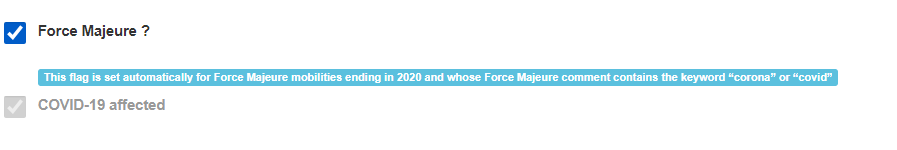 Force Majeure ?
This flag is set automatically for Force Majeure mobilities ending in 2020 and whose Force Majeure comment contains the keyword “corona” or “covid”
COVID-19 affected